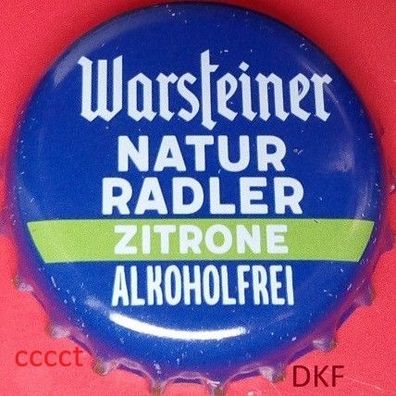 Warsteiner
NATUR
RADLER
ZITRONE
ALKOHOLFREI
cccct
DKF